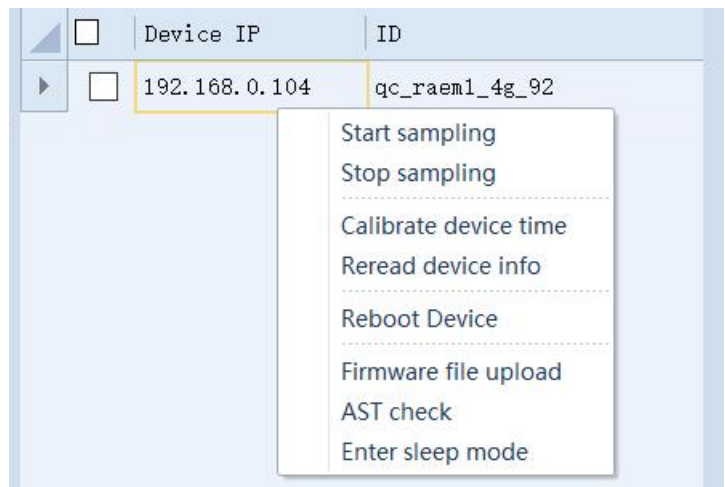 Device IP ID
192.168.0.104 qc_raem1_4g_92
Start sampling
Stop sampling
Calibrate device time
Reread device info
Reboot Device
Firmware file upload
AST check
Enter sleep mode